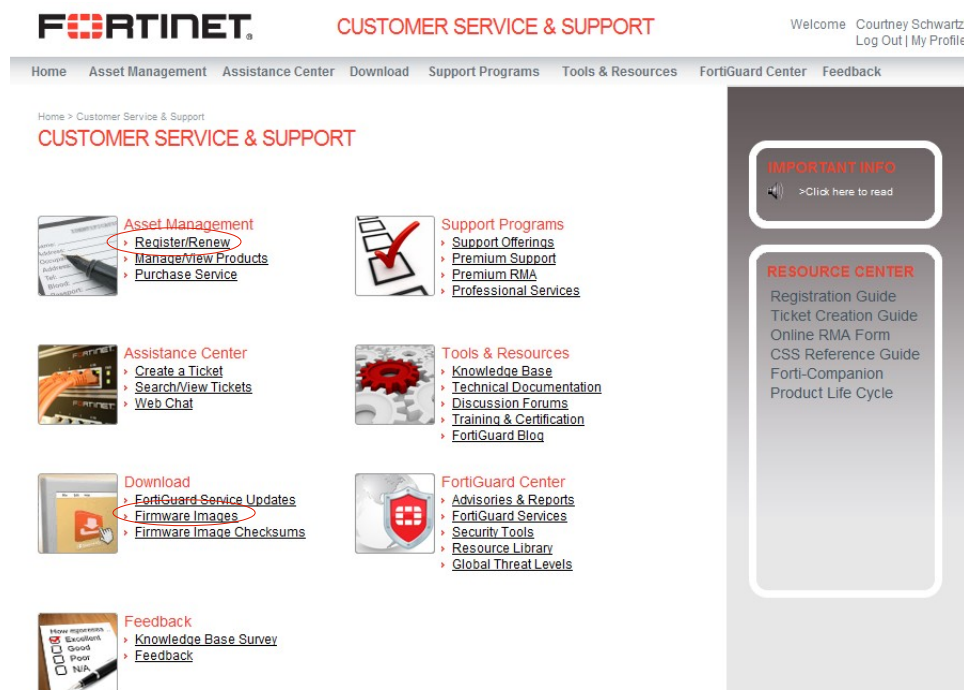 FORTINET.
CUSTOMER SERVICE & SUPPORT
Welcome Courtney Schwartz
Log Out | My Profile
Home Asset Management Assistance Center Download Support Programs Tools & Resources FortiGuard Center Feedback
Home > Customer Service & Support
CUSTOMER SERVICE & SUPPORT
Asset Management
Register/Renew
Manage/View Products
Purchase Service
Support Programs
Support Offerings
Premium Support
Premium RMA
Professional Services
Assistance Center
Create a Ticket
Search/View Tickets
Web Chat
Tools & Resources
Knowledge Base
Technical Documentation
Discussion Forums
Training & Certification
FortiGuard Blog
Download
FortiGuard Service Updates
Firmware Images
Firmware Image Checksums
FortiGuard Center
Advisories & Reports
FortiGuard Services
Security Tools
Resource Library
Global Threat Levels
Feedback
Knowledge Base Survey
Feedback
Excellent
Good
Poor
N/A
IMPORTANT INFO
>Click here to read
RESOURCE CENTER
Registration Guide
Ticket Creation Guide
Online RMA Form
CSS Reference Guide
Forti-Companion
Product Life Cycle